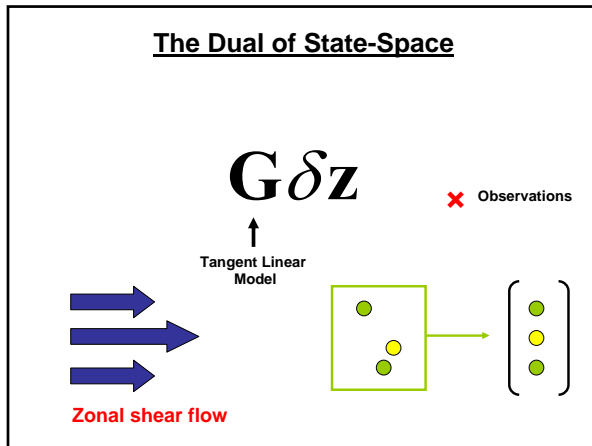 The Dual of State-Space
Gδz
Observations
Tangent Linear
Model
Zonal shear flow